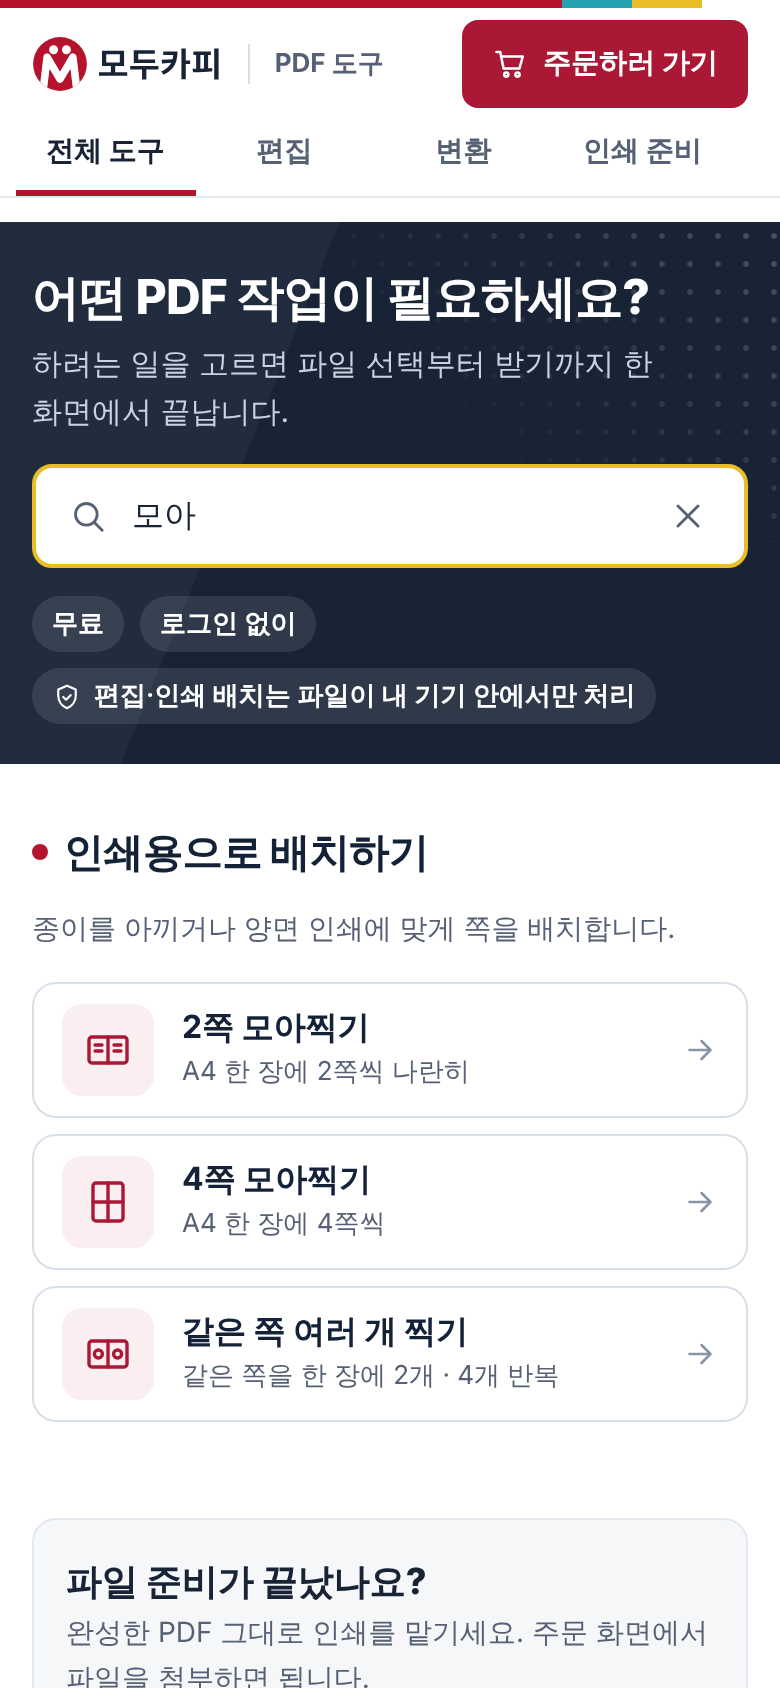 모두카피
PDF 도구
주문하러 가기
전체 도구
편집
변환
인쇄 준비
어떤 PDF 작업이 필요하세요?
하려는 일을 고르면 파일 선택부터 받기까지 한
화면에서 끝납니다.
모아
무료
로그인 없이
편집·인쇄 배치는 파일이 내 기기 안에서만 처리
인쇄용으로 배치하기
종이를 아끼거나 양면 인쇄에 맞게 쪽을 배치합니다.
2쪽 모아찍기
A4 한 장에 2쪽씩 나란히
4쪽 모아찍기
A4 한 장에 4쪽씩
같은 쪽 여러 개 찍기
같은 쪽을 한 장에 2개 · 4개 반복
파일 준비가 끝났나요?
완성한 PDF 그대로 인쇄를 맡기세요. 주문 화면에서
파일을 첨부하면 됩니다.